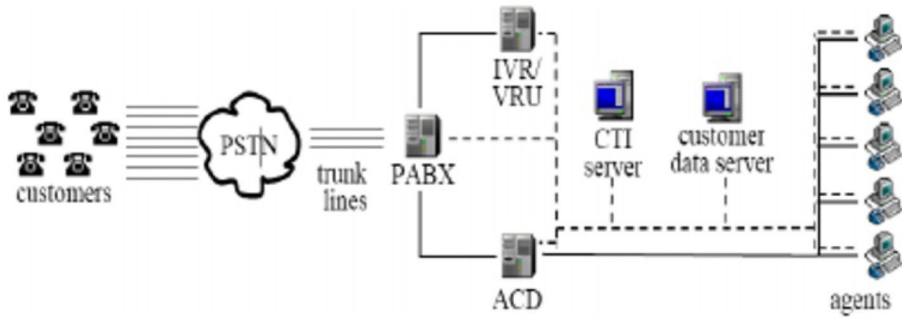 customers
PSTN
trunk
lines
PABX
IVR/
VRU
ACD
CTI
server
customer
data server
agents